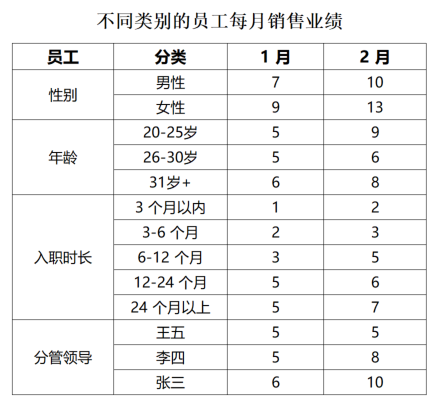 不同类别的员工每月销售业绩
员工 分类 1 月 2 月
性别 男性 7 10
女性 9 13
年龄 20-25岁 5 9
26-30岁 5 6
31岁+ 6 8
入职时长 3 个月以内 1 2
3-6 个月 2 3
6-12 个月 3 5
12-24 个月 5 6
24 个月以上 5 7
分管领导 王五 5 5
李四 5 8
张三 6 10